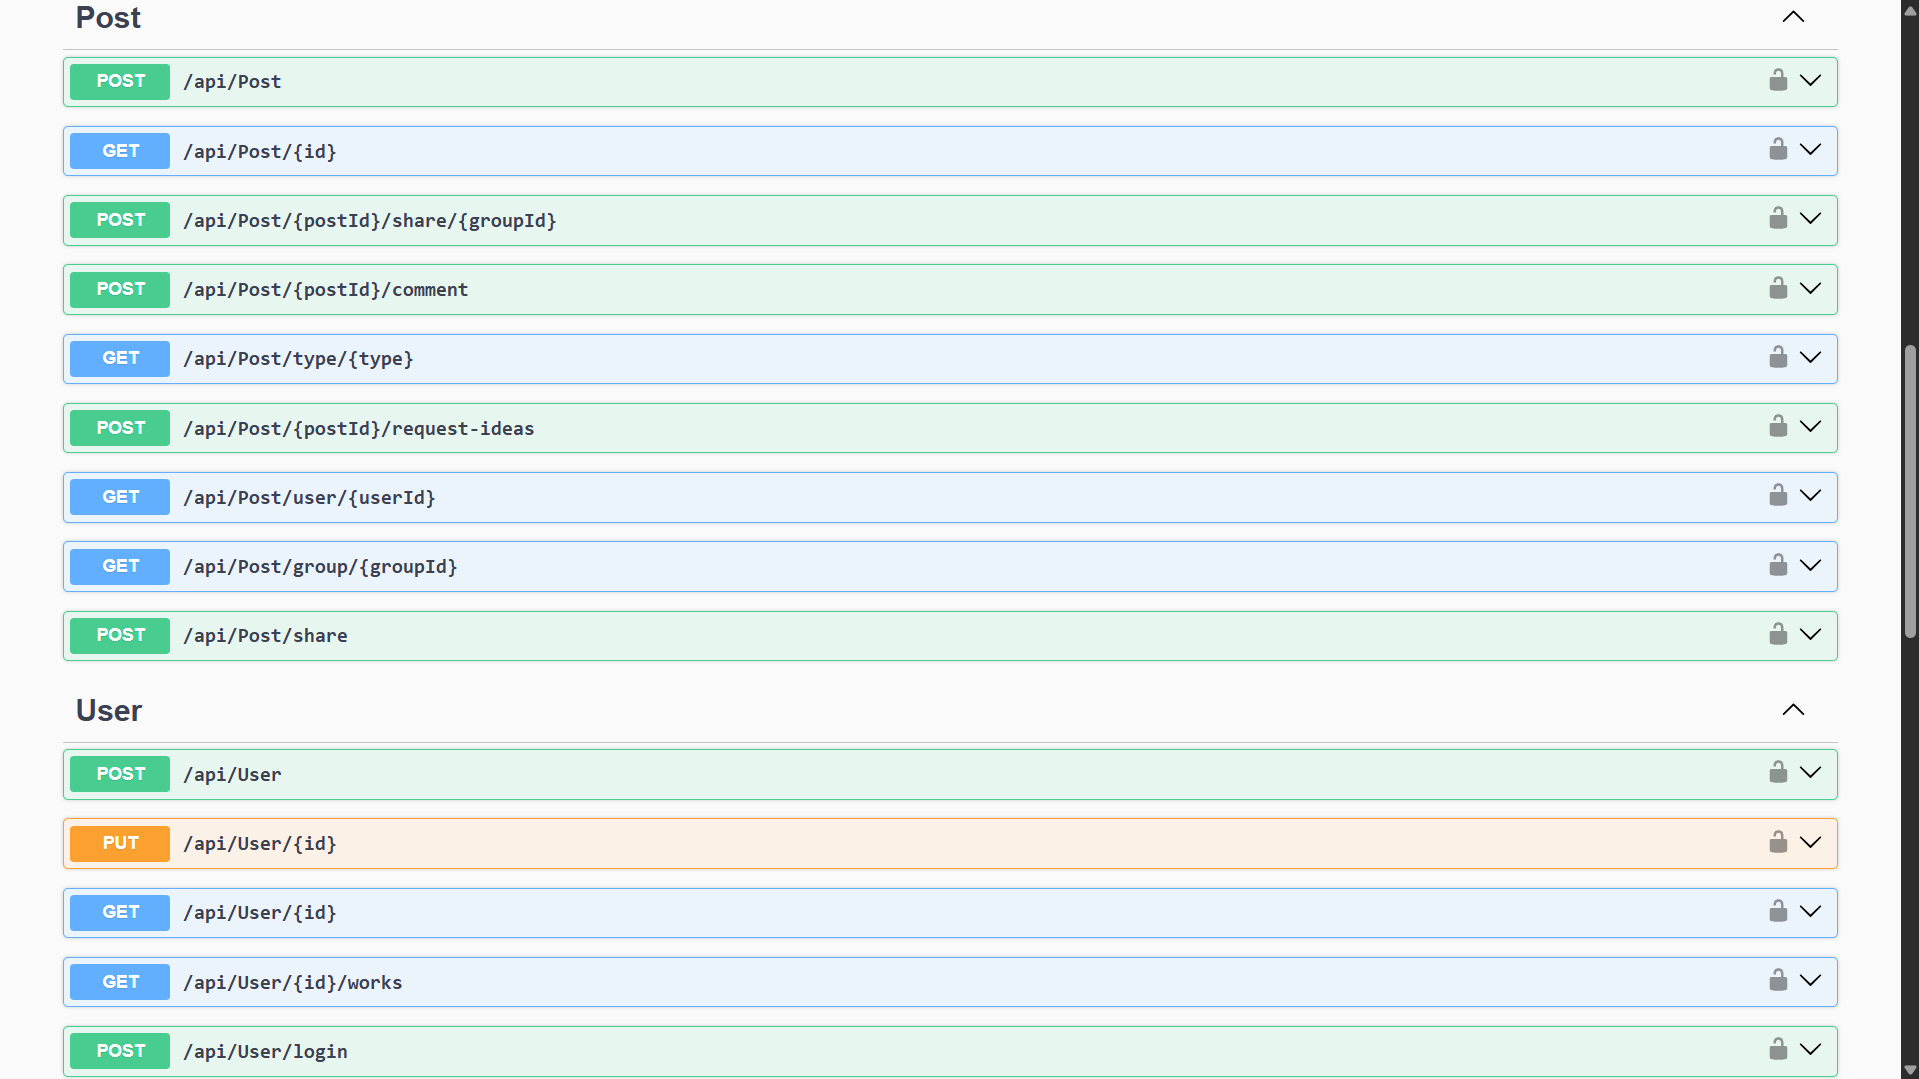 Post
POST /api/Post
GET /api/Post/{id}
POST /api/Post/{postId}/share/{groupId}
POST /api/Post/{postId}/comment
GET /api/Post/type/{type}
POST /api/Post/{postId}/request-ideas
GET /api/Post/user/{userId}
GET /api/Post/group/{groupId}
POST /api/Post/share
User
POST /api/User
PUT /api/User/{id}
GET /api/User/{id}
GET /api/User/{id}/works
POST /api/User/login